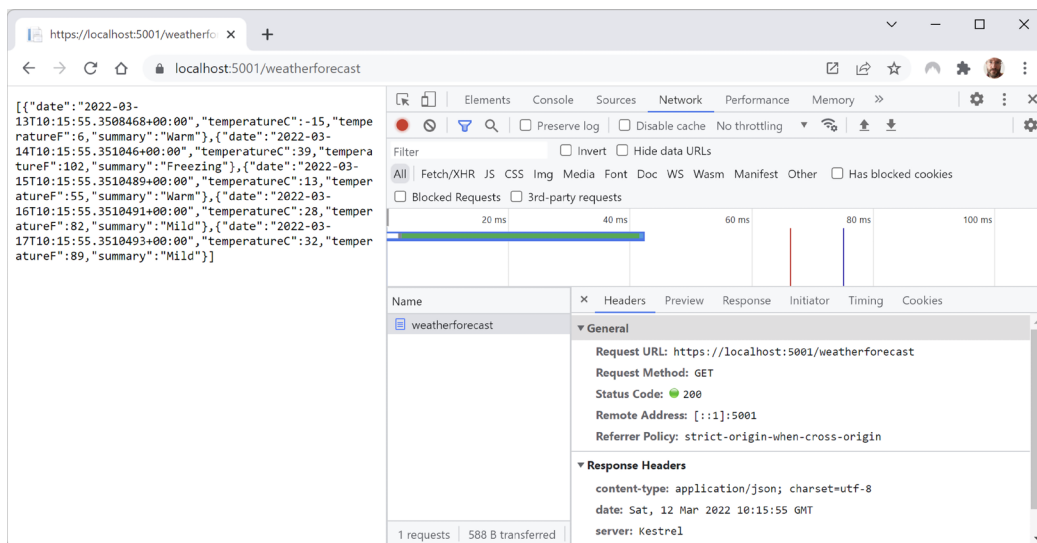 https://localhost:5001/weatherfo
localhost:5001/weatherforecast
[{"date":"2022-03-
13T10:15:55.3508468+00:00","temperatureC":-15,"tempe
ratureF":6,"summary":"Warm"},{"date":"2022-03-
14T10:15:55.351046+00:00","temperatureC":39,"temperat
ureF":102,"summary":"Freezing"},{"date":"2022-03-
15T10:15:55.3510489+00:00","temperatureC":13,"temper
atureF":55,"summary":"Warm"},{"date":"2022-03-
16T10:15:55.3510491+00:00","temperatureC":28,"temper
atureF":82,"summary":"Mild"},{"date":"2022-03-
17T10:15:55.3510493+00:00","temperatureC":32,"temper
atureF":89,"summary":"Mild"}]
Elements Console Sources Network Performance Memory
Preserve log Disable cache No throttling
Filter Invert Hide data URLs
All Fetch/XHR JS CSS Img Media Font Doc WS Wasm Manifest Other Has blocked cookies
Blocked Requests 3rd-party requests
20 ms 40 ms 60 ms 80 ms 100 ms
Name
weatherforecast
1 requests 588 B transferred
Headers Preview Response Initiator Timing Cookies
General
Request URL: https://localhost:5001/weatherforecast
Request Method: GET
Status Code: 200
Remote Address: [::1]:5001
Referrer Policy: strict-origin-when-cross-origin
Response Headers
content-type: application/json; charset=utf-8
date: Sat, 12 Mar 2022 10:15:55 GMT
server: Kestrel